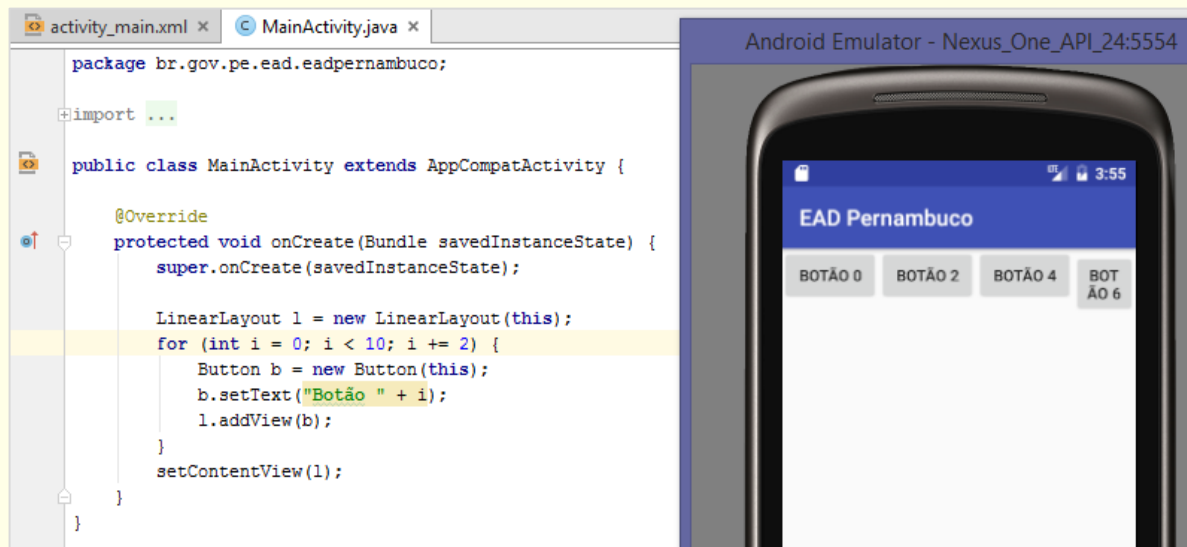 activity_main.xml
MainActivity.java
Android Emulator - Nexus_One_API_24:5554
package br.gov.pe.ead.eadpernambuco;
import ...
public class MainActivity extends AppCompatActivity {
@Override
protected void onCreate(Bundle savedInstanceState) {
super.onCreate(savedInstanceState);
LinearLayout l = new LinearLayout(this);
for (int i = 0; i < 10; i += 2) {
Button b = new Button(this);
b.setText("Botão " + i);
l.addView(b);
}
setContentView(l);
}
}
3:55
EAD Pernambuco
BOTÃO 0
BOTÃO 2
BOTÃO 4
BOT
ÃO 6